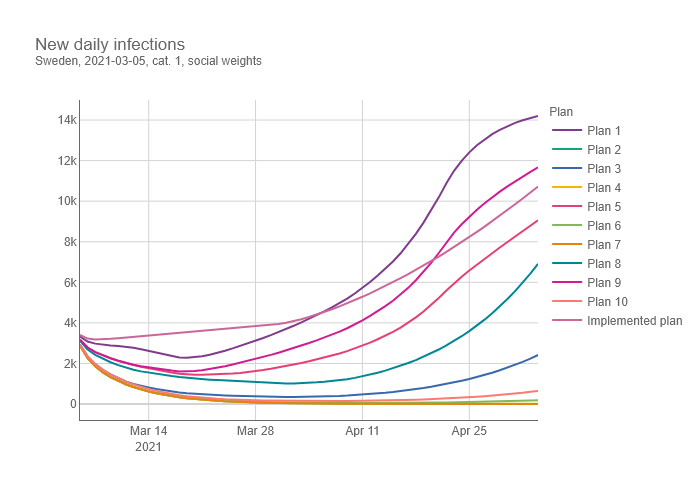 New daily infections
Sweden, 2021-03-05, cat. 1, social weights
14k
12k
10k
8k
6k
4k
2k
0
Mar 14
2021
Mar 28
Apr 11
Apr 25
Plan
Plan 1
Plan 2
Plan 3
Plan 4
Plan 5
Plan 6
Plan 7
Plan 8
Plan 9
Plan 10
Implemented plan